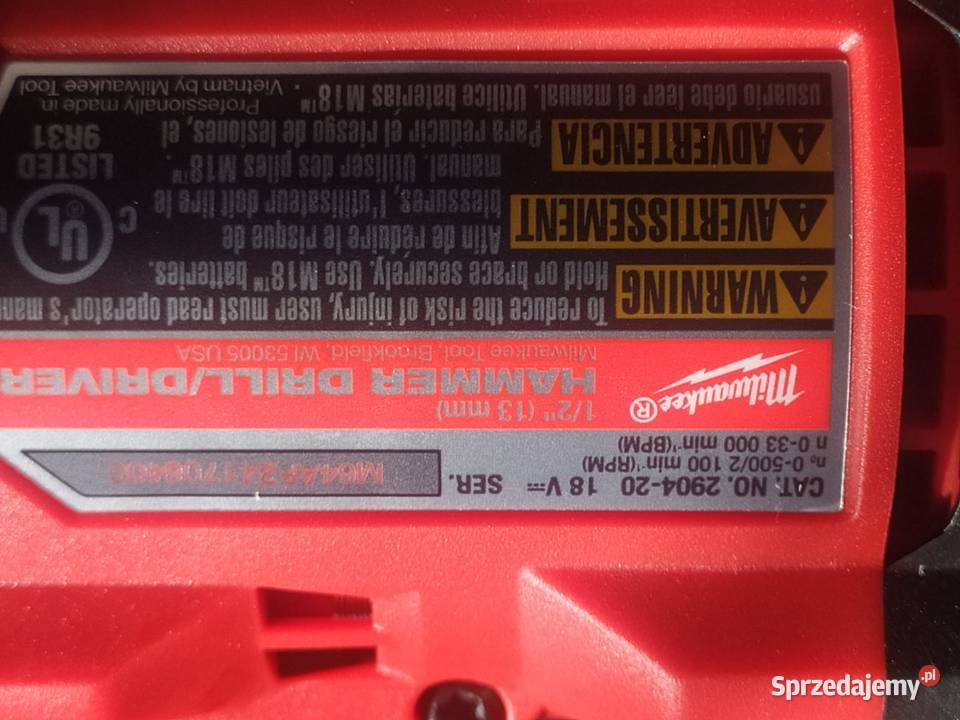 CAT. NO. 2904-20 18 V⎓ SER.
n₀ 0-500/2 100 min⁻¹(RPM)
n 0-33 000 min⁻¹(BPM)
Milwaukee®
1/2" (13 mm)
HAMMER DRILL/DRIVER
Milwaukee Tool, Brookfield, WI 53005 USA
WARNING
To reduce the risk of injury, user must read operator's
Hold or brace securely. Use M18™ batteries.
AVERTISSEMENT
Afin de réduire le risque de
blessures, l'utilisateur doit lire le
manual. Utiliser des piles M18™.
ADVERTENCIA
Para reducir el riesgo de lesiones, el
usuario debe leer el manual. Utilice baterías M18™.
C UL®
LISTED
9R31
Professionally made in
Vietnam by Milwaukee Tool
Sprzedajemy.pl